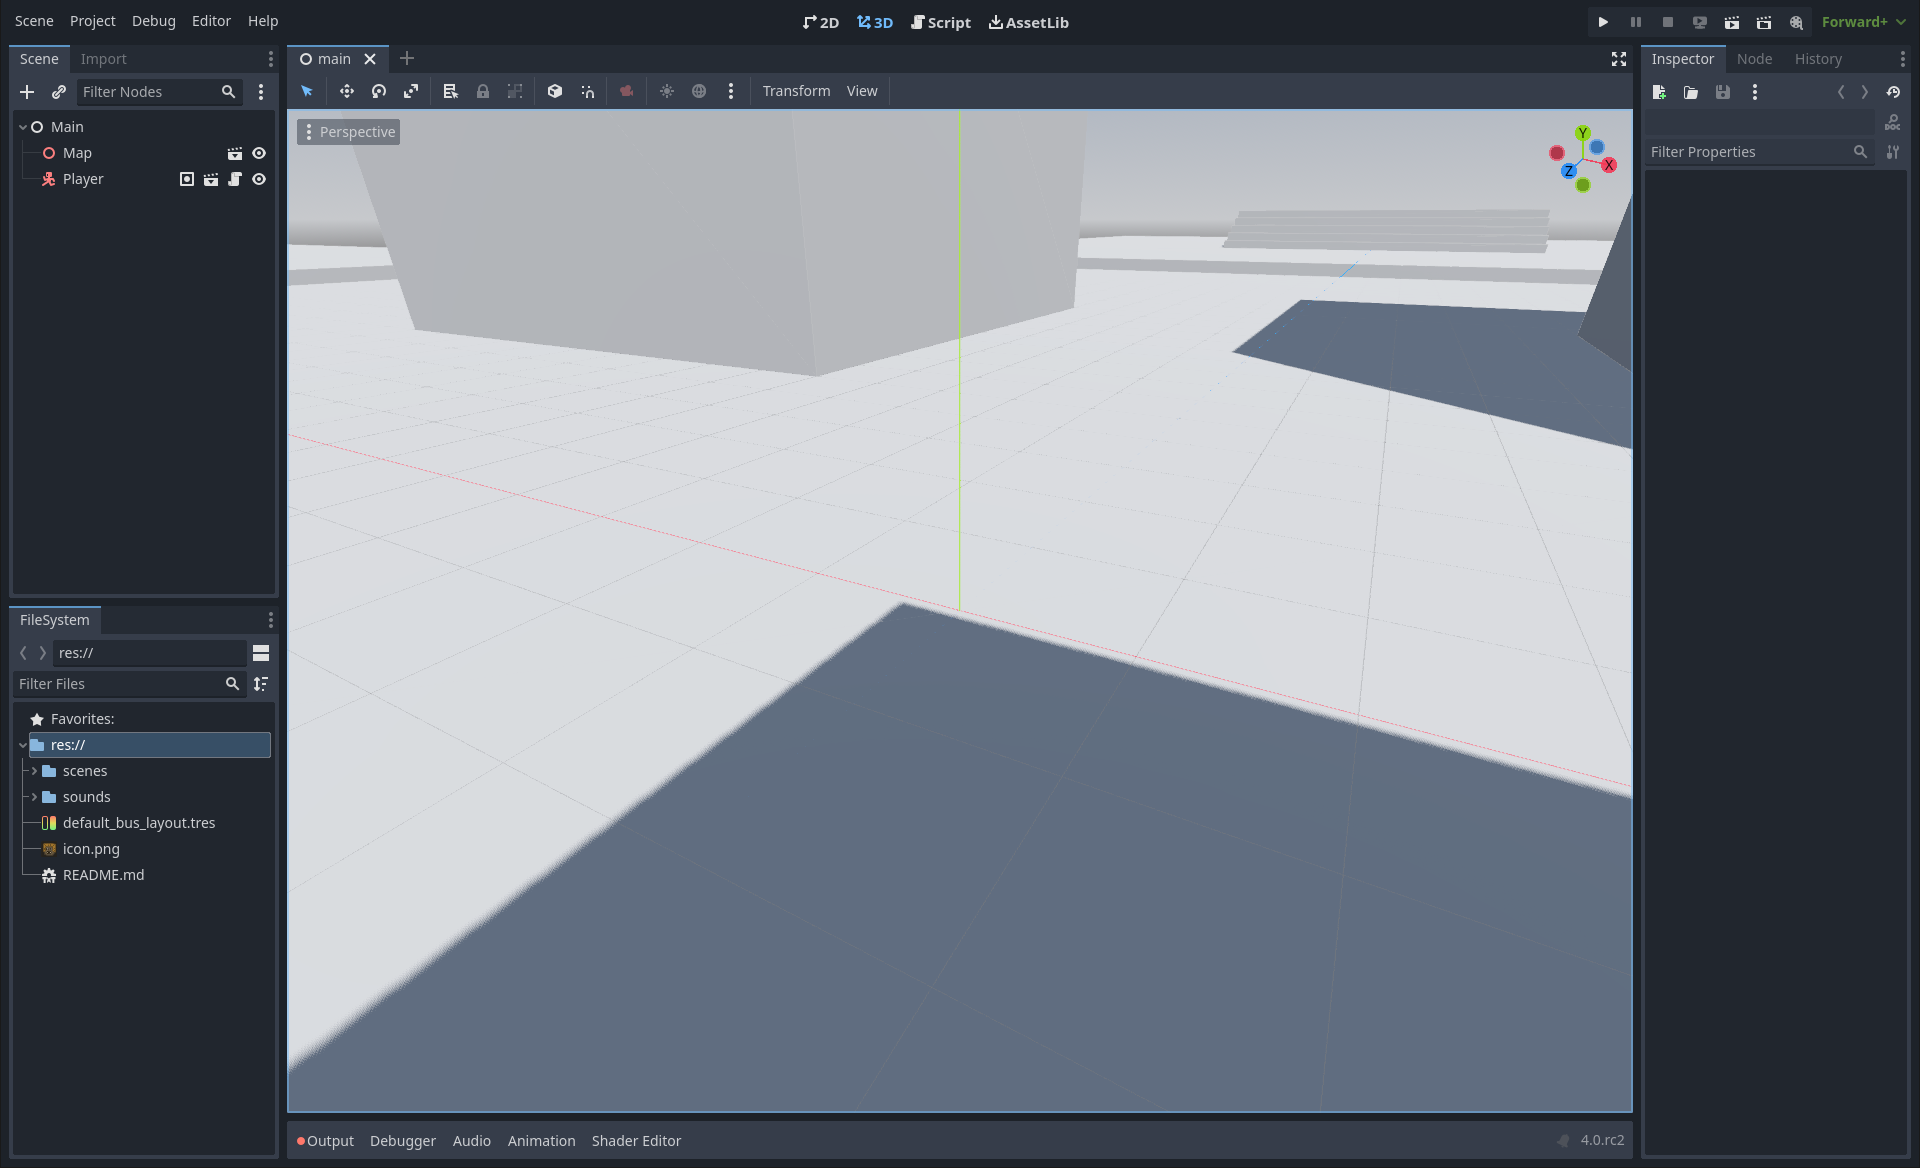 Scene Project Debug Editor Help
2D 3D Script AssetLib
Forward+
Scene Import
Filter Nodes
Main
Map
Player
FileSystem
res://
Filter Files
Favorites:
res://
scenes
sounds
default_bus_layout.tres
icon.png
README.md
main
Transform View
Perspective
Y
X
Z
Output Debugger Audio Animation Shader Editor
4.0.rc2
Inspector Node History
DOC
Filter Properties